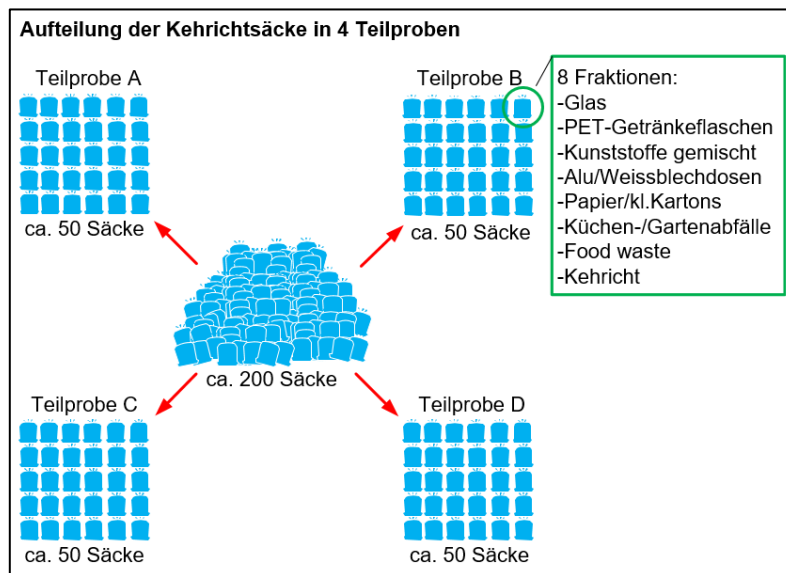 Aufteilung der Kehrichtsäcke in 4 Teilproben
Teilprobe A
ca. 50 Säcke
Teilprobe B
ca. 50 Säcke
8 Fraktionen:
-Glas
-PET-Getränkeflaschen
-Kunststoffe gemischt
-Alu/Weissblechdosen
-Papier/kl.Kartons
-Küchen-/Gartenabfälle
-Food waste
-Kehricht
ca. 200 Säcke
Teilprobe C
ca. 50 Säcke
Teilprobe D
ca. 50 Säcke